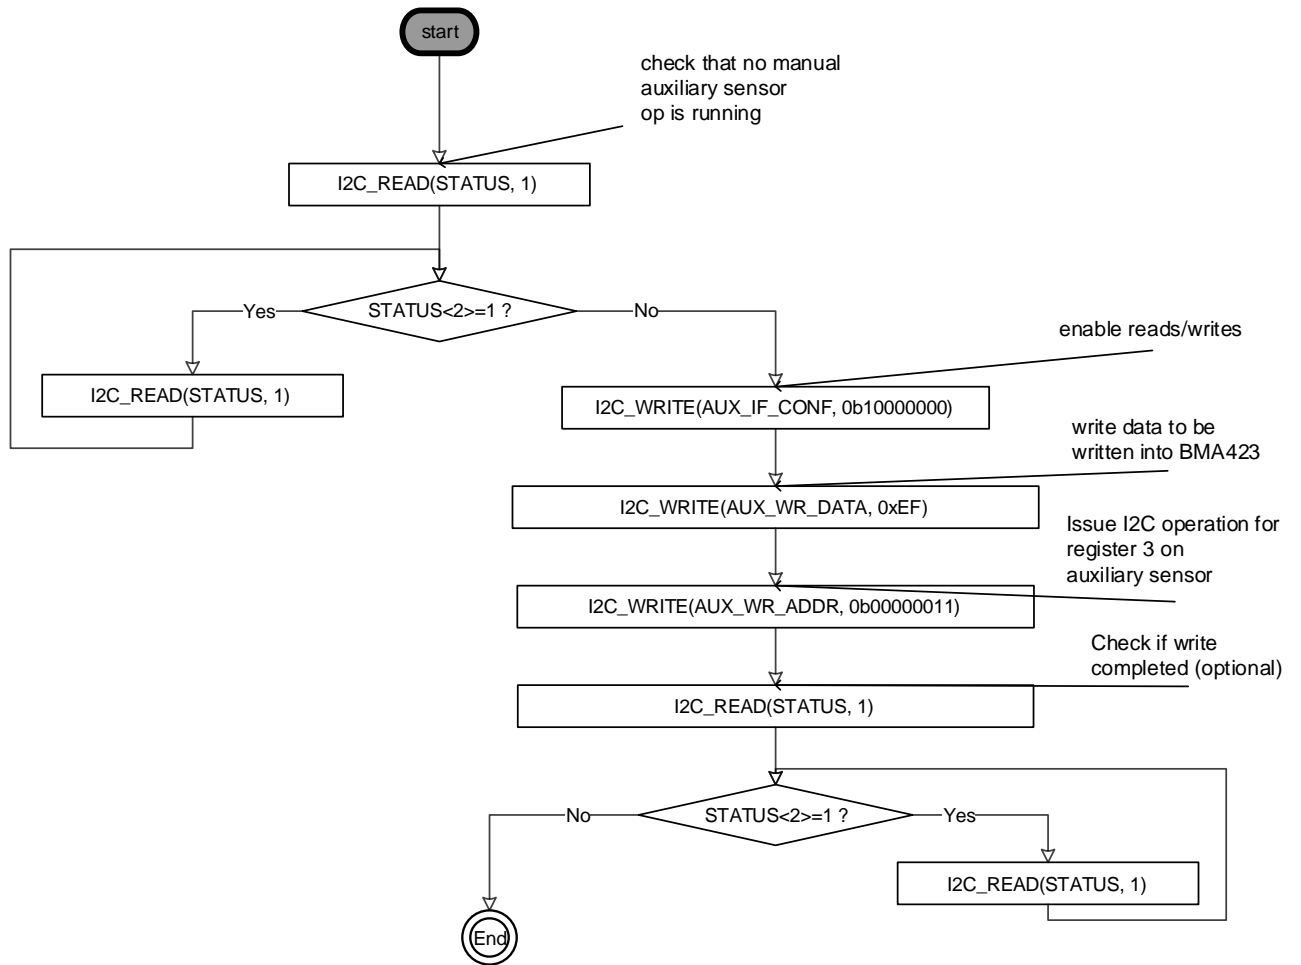 start
check that no manual
auxiliary sensor
op is running
I2C_READ(STATUS, 1)
STATUS<2>=1 ?
Yes
No
I2C_READ(STATUS, 1)
enable reads/writes
I2C_WRITE(AUX_IF_CONF, 0b10000000)
write data to be
written into BMA423
I2C_WRITE(AUX_WR_DATA, 0xEF)
Issue I2C operation for
register 3 on
auxiliary sensor
I2C_WRITE(AUX_WR_ADDR, 0b00000011)
Check if write
completed (optional)
I2C_READ(STATUS, 1)
STATUS<2>=1 ?
No
Yes
I2C_READ(STATUS, 1)
End